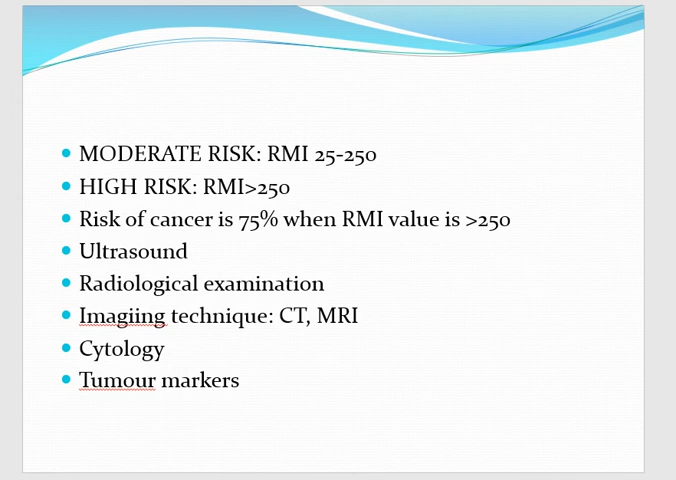 MODERATE RISK: RMI 25-250
HIGH RISK: RMI>250
Risk of cancer is 75% when RMI value is >250
Ultrasound
Radiological examination
Imagiing technique: CT, MRI
Cytology
Tumour markers